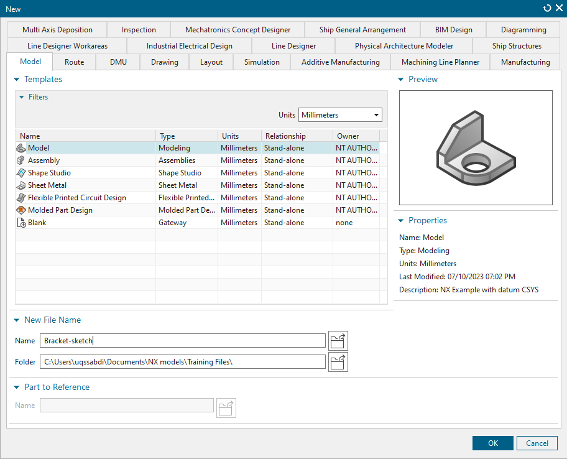 New
Multi Axis Deposition Inspection Mechatronics Concept Designer Ship General Arrangement BIM Design Diagramming
Line Designer Workareas Industrial Electrical Design Line Designer Physical Architecture Modeler Ship Structures
Model Route DMU Drawing Layout Simulation Additive Manufacturing Machining Line Planner Manufacturing
Templates
Filters
Units Millimeters
Name Type Units Relationship Owner
Model Modeling Millimeters Stand-alone NT AUTHO...
Assembly Assemblies Millimeters Stand-alone NT AUTHO...
Shape Studio Shape Studio Millimeters Stand-alone NT AUTHO...
Sheet Metal Sheet Metal Millimeters Stand-alone NT AUTHO...
Flexible Printed Circuit Design Flexible Printed... Millimeters Stand-alone NT AUTHO...
Molded Part Design Molded Part De... Millimeters Stand-alone NT AUTHO...
Blank Gateway Millimeters Stand-alone none
Preview
Properties
Name: Model
Type: Modeling
Units: Millimeters
Last Modified: 07/10/2023 07:02 PM
Description: NX Example with datum CSYS
New File Name
Name Bracket-sketch
Folder C:\Users\uqssabdi\Documents\NX models\Training Files\
Part to Reference
Name
OK Cancel